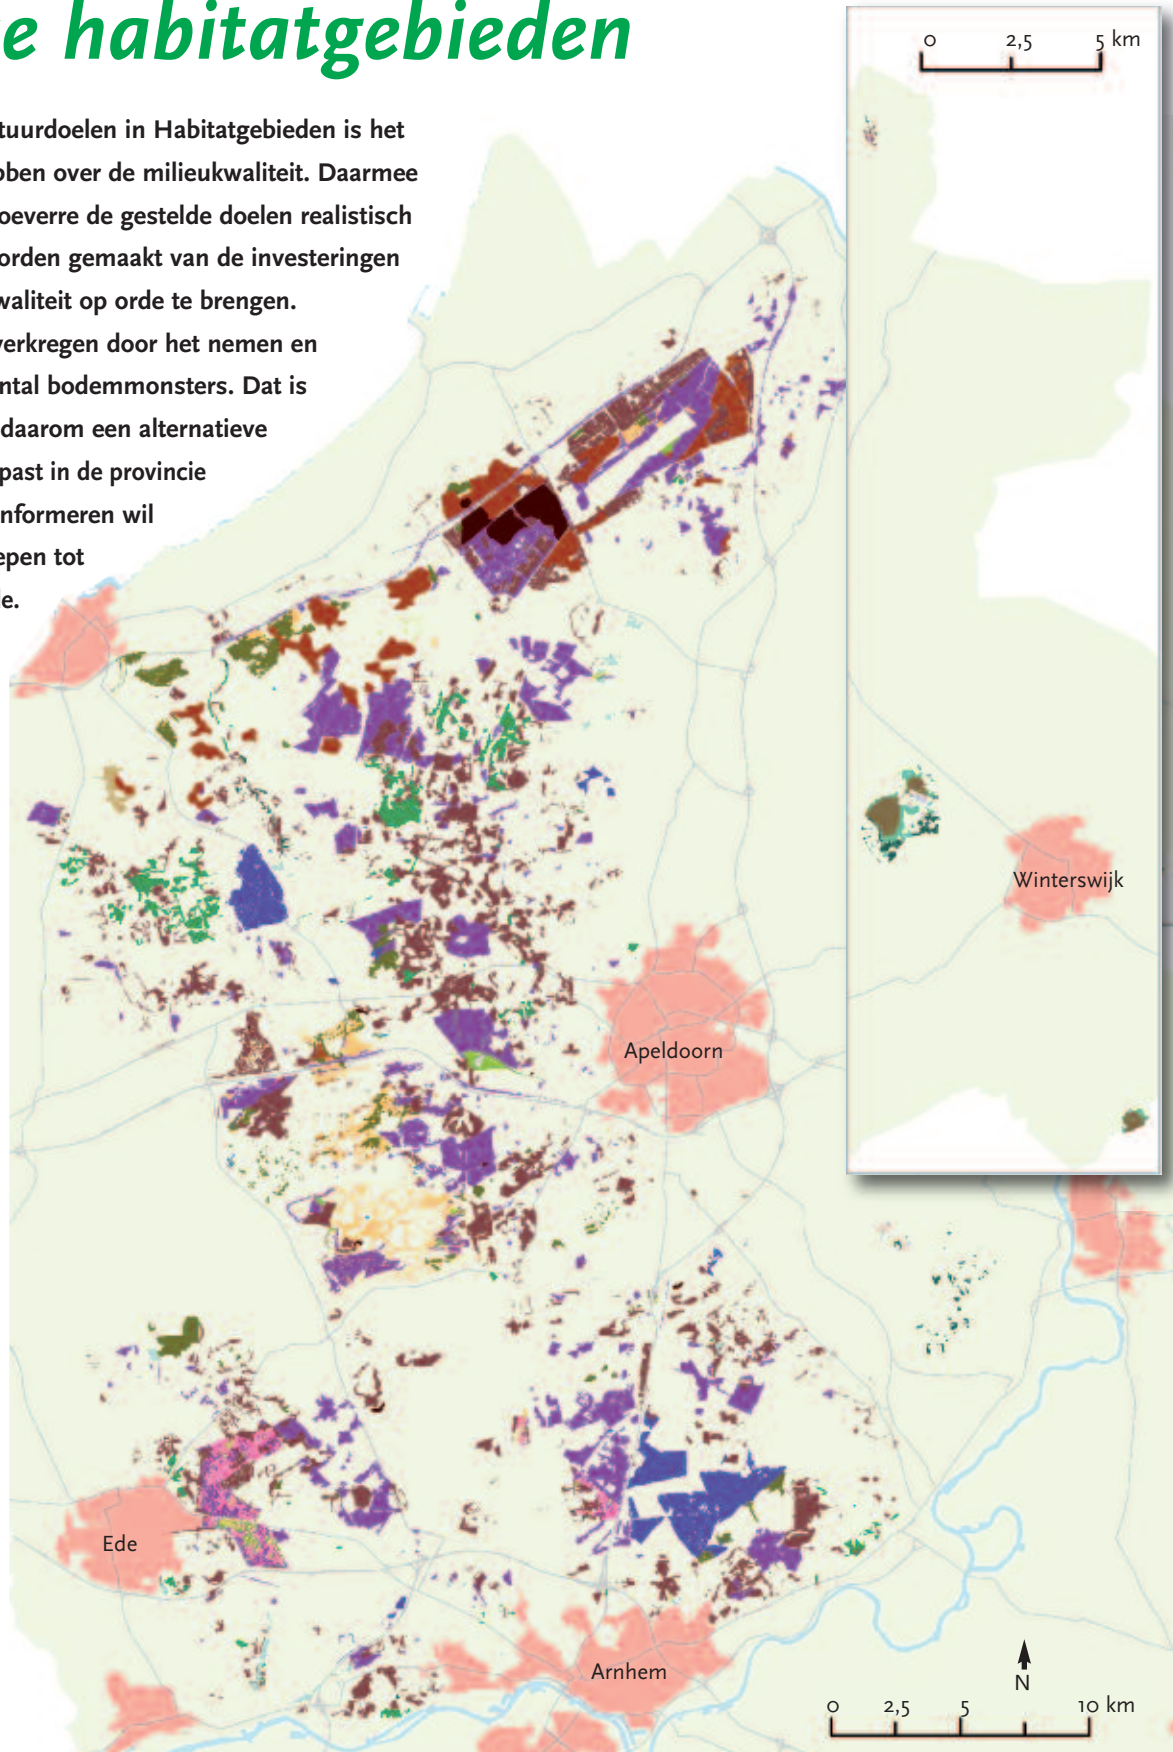 e habitatgebieden
tuurdoelen in Habitatgebieden is het
bben over de milieukwaliteit. Daarmee
oeverre de gestelde doelen realistisch
orden gemaakt van de investeringen
waliteit op orde te brengen.
verkregen door het nemen en
ntal bodemmonsters. Dat is
daarom een alternatieve
past in de provincie
nformeren wil
epen tot
le.
0 2,5 5 km
Winterswijk
Apeldoorn
Ede
Arnhem
N
0 2,5 5 10 km